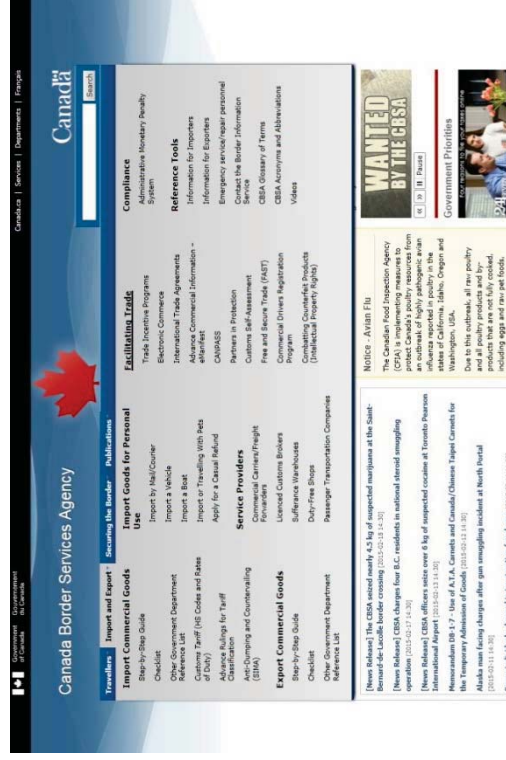 Government of Canada
Gouvernement du Canada
Canada.ca | Services | Departments | Français
Canada Border Services Agency
Canada
Search
Travellers
Import and Export
Securing the Border
Publications
Import Commercial Goods
Step-by-Step Guide
Checklist
Other Government Department
Reference List
Customs Tariff (HS Codes and Rates
of Duty)
Advance Rulings for Tariff
Classification
Anti-Dumping and Countervailing
(SIMA)
Export Commercial Goods
Step-by-Step Guide
Checklist
Other Government Department
Reference List
Import Goods for Personal
Use
Import by Mail/Courier
Import a Vehicle
Import a Boat
Import or Travelling With Pets
Apply for a Casual Refund
Service Providers
Commercial Carriers/Freight
Forwarders
Licenced Customs Brokers
Sufferance Warehouses
Duty-Free Shops
Passenger Transportation Companies
Facilitating Trade
Trade Incentive Programs
Electronic Commerce
International Trade Agreements
Advance Commercial Information –
eManifest
CANPASS
Partners in Protection
Customs Self-Assessment
Free and Secure Trade (FAST)
Commercial Drivers Registration
Program
Combatting Counterfeit Products
(Intellectual Property Rights)
Compliance
Administrative Monetary Penalty
System
Reference Tools
Information for Importers
Information for Exporters
Emergency service/repair personnel
Contact the Border Information
Service
CBSA Glossary of Terms
CBSA Acronyms and Abbreviations
Videos
[News Release] The CBSA seized nearly 4.5 kg of suspected marijuana at the Saint-
Bernard-de-Lacolle border crossing [2015-02-18 14:30]
[News Release] CBSA charges four B.C. residents in national steroid smuggling
operation [2015-02-17 14:30]
[News Release] CBSA officers seize over 6 kg of suspected cocaine at Toronto Pearson
International Airport [2015-02-13 14:30]
Memorandum D8-1-7 - Use of A.T.A. Carnets and Canada/Chinese Taipei Carnets for
the Temporary Admission of Goods [2015-02-12 14:30]
Alaska man facing charges after gun smuggling incident at North Portal
[2015-02-11 14:30]
Notice - Avian Flu
The Canadian Food Inspection Agency
(CFIA) is implementing measures to
protect Canada's poultry resources from
an outbreak of highly pathogenic avian
influenza reported in poultry in the
states of California, Idaho, Oregon and
Washington, USA.
Due to this outbreak, all raw poultry
and all poultry products and by-
products that are not fully cooked,
including eggs and raw pet foods,
WANTED
BY THE CBSA
Pause
Government Priorities